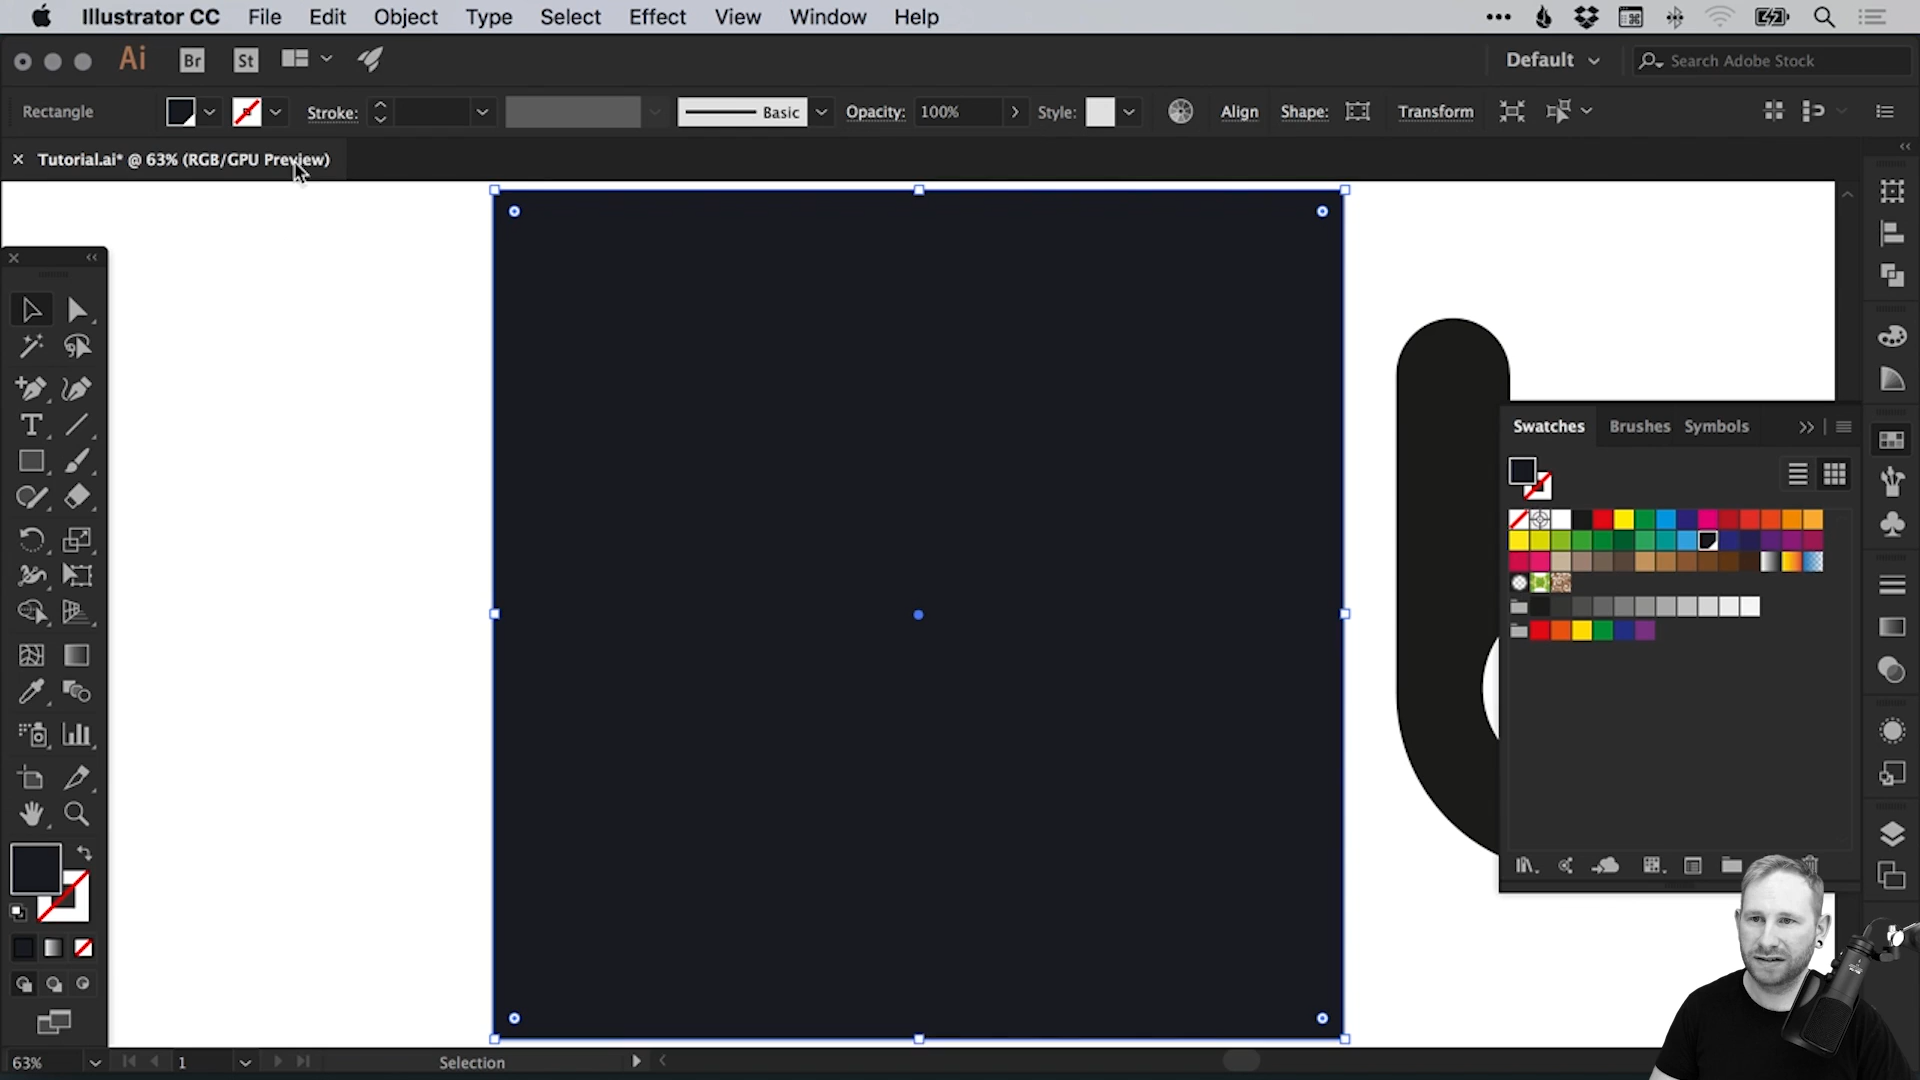 Illustrator CC File Edit Object Type Select Effect View Window Help
Ai Br St Default Search Adobe Stock
Rectangle Stroke: Basic Opacity: 100% Style: Align Shape: Transform
Tutorial.ai* @ 63% (RGB/GPU Preview)
Swatches Brushes Symbols
T
63% 1 Selection